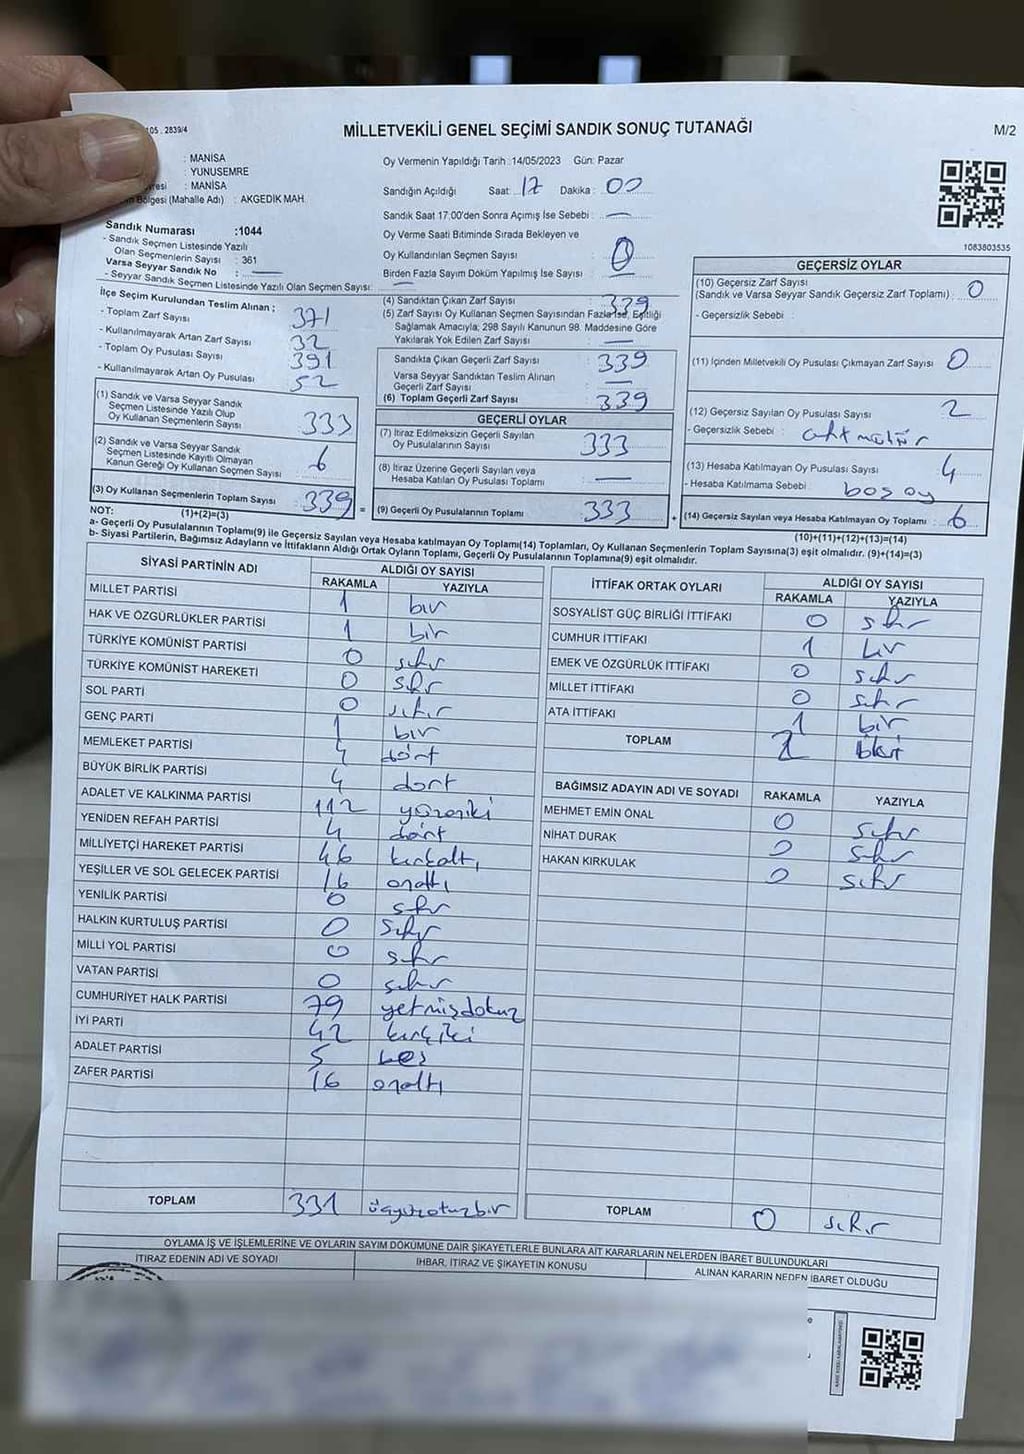 105 . 2839/4
MİLLETVEKİLİ GENEL SEÇİMİ SANDIK SONUÇ TUTANAĞI
M/2
: MANİSA
: YUNUSEMRE
: MANİSA
Bölgesi (Mahalle Adı) : AKGEDİK MAH.
Sandık Numarası :1044
- Sandık Seçmen Listesinde Yazılı
Olan Seçmenlerin Sayısı : 361
Varsa Seyyar Sandık No : —
- Seyyar Sandık Seçmen Listesinde Yazılı Olan Seçmen Sayısı: —
Oy Vermenin Yapıldığı Tarih :14/05/2023 Gün: Pazar
Sandığın Açıldığı Saat: 17 Dakika : 00
Sandık Saat 17:00'den Sonra Açımış İse Sebebi : —
Oy Verme Saati Bitiminde Sırada Bekleyen ve
Oy Kullandırılan Seçmen Sayısı : 0
Birden Fazla Sayım Döküm Yapılmış İse Sayısı : —
1083803535
İlçe Seçim Kurulundan Teslim Alınan ;
- Toplam Zarf Sayısı 371
- Kullanılmayarak Artan Zarf Sayısı 32
- Toplam Oy Pusulası Sayısı 391
- Kullanılmayarak Artan Oy Pusulası 52
(1) Sandık ve Varsa Seyyar Sandık
Seçmen Listesinde Yazılı Olup
Oy Kullanan Seçmenlerin Sayısı 333
(2) Sandık ve Varsa Seyyar Sandık
Seçmen Listesinde Kayıtlı Olmayan
Kanun Gereği Oy Kullanan Seçmen Sayısı 6
(3) Oy Kullanan Seçmenlerin Toplam Sayısı 339 =
(1)+(2)=(3)
(4) Sandıktan Çıkan Zarf Sayısı 339
(5) Zarf Sayısı Oy Kullanan Seçmen Sayısından Fazla İse, Eşitliği
Sağlamak Amacıyla; 298 Sayılı Kanunun 98. Maddesine Göre
Yakılarak Yok Edilen Zarf Sayısı : —
Sandıkta Çıkan Geçerli Zarf Sayısı 339
Varsa Seyyar Sandıktan Teslim Alınan
Geçerli Zarf Sayısı —
(6) Toplam Geçerli Zarf Sayısı : 339
GEÇERLİ OYLAR
(7) İtiraz Edilmeksizin Geçerli Sayılan
Oy Pusulalarının Sayısı 333
(8) İtiraz Üzerine Geçerli Sayılan veya
Hesaba Katılan Oy Pusulası Toplamı —
(9) Geçerli Oy Pusulalarının Toplamı 333 +
GEÇERSİZ OYLAR
(10) Geçersiz Zarf Sayısı
(Sandık ve Varsa Seyyar Sandık Geçersiz Zarf Toplamı) : 0
- Geçersizlik Sebebi :
(11) İçinden Milletvekili Oy Pusulası Çıkmayan Zarf Sayısı 0
(12) Geçersiz Sayılan Oy Pusulası Sayısı 2
- Geçersizlik Sebebi :
(13) Hesaba Katılmayan Oy Pusulası Sayısı 4
- Hesaba Katılmama Sebebi : boş oy
(14) Geçersiz Sayılan veya Hesaba Katılmayan Oy Toplamı : 6
(10)+(11)+(12)+(13)=(14)
NOT:
a- Geçerli Oy Pusulalarının Toplamı(9) ile Geçersiz Sayılan veya Hesaba katılmayan Oy Toplamı(14) Toplamları, Oy Kullanan Seçmenlerin Toplam Sayısına(3) eşit olmalıdır. (9)+(14)=(3)
b- Siyasi Partilerin, Bağımsız Adayların ve İttifakların Aldığı Ortak Oyların Toplamı, Geçerli Oy Pusulalarının Toplamına(9) eşit olmalıdır.
SİYASİ PARTİNİN ADI ALDIĞI OY SAYISI
RAKAMLA YAZIYLA
MİLLET PARTİSİ 1 bir
HAK VE ÖZGÜRLÜKLER PARTİSİ 1 bir
TÜRKİYE KOMÜNİST PARTİSİ 0 sıfır
TÜRKİYE KOMÜNİST HAREKETİ 0 sıfır
SOL PARTİ 0 sıfır
GENÇ PARTİ 1 bir
MEMLEKET PARTİSİ 4 dört
BÜYÜK BİRLİK PARTİSİ 4 dört
ADALET VE KALKINMA PARTİSİ 112 yüzoniki
YENİDEN REFAH PARTİSİ 4 dört
MİLLİYETÇİ HAREKET PARTİSİ 46 kırkaltı
YEŞİLLER VE SOL GELECEK PARTİSİ 16 onaltı
YENİLİK PARTİSİ 0 sıfır
HALKIN KURTULUŞ PARTİSİ 0 sıfır
MİLLİ YOL PARTİSİ 0 sıfır
VATAN PARTİSİ 0 sıfır
CUMHURİYET HALK PARTİSİ 79 yetmişdokuz
İYİ PARTİ 42 kırkiki
ADALET PARTİSİ 5 beş
ZAFER PARTİSİ 16 onaltı
TOPLAM 331 üçyüzotuzbir
İTTİFAK ORTAK OYLARI ALDIĞI OY SAYISI
RAKAMLA YAZIYLA
SOSYALİST GÜÇ BİRLİĞİ İTTİFAKI 0 sıfır
CUMHUR İTTİFAKI 1 bir
EMEK VE ÖZGÜRLÜK İTTİFAKI 0 sıfır
MİLLET İTTİFAKI 0 sıfır
ATA İTTİFAKI 1 bir
TOPLAM 2
BAĞIMSIZ ADAYIN ADI VE SOYADI RAKAMLA YAZIYLA
MEHMET EMİN ÖNAL 0 sıfır
NİHAT DURAK 0 sıfır
HAKAN KIRKULAK 0 sıfır
TOPLAM 0 sıfır
OYLAMA İŞ VE İŞLEMLERİNE VE OYLARIN SAYIM DÖKÜMÜNE DAİR ŞİKAYETLERLE BUNLARA AİT KARARLARIN NELERDEN İBARET BULUNDUKLARI
İTİRAZ EDENİN ADI VE SOYADI İHBAR, İTİRAZ VE ŞİKAYETİN KONUSU ALINAN KARARIN NEDEN İBARET OLDUĞU